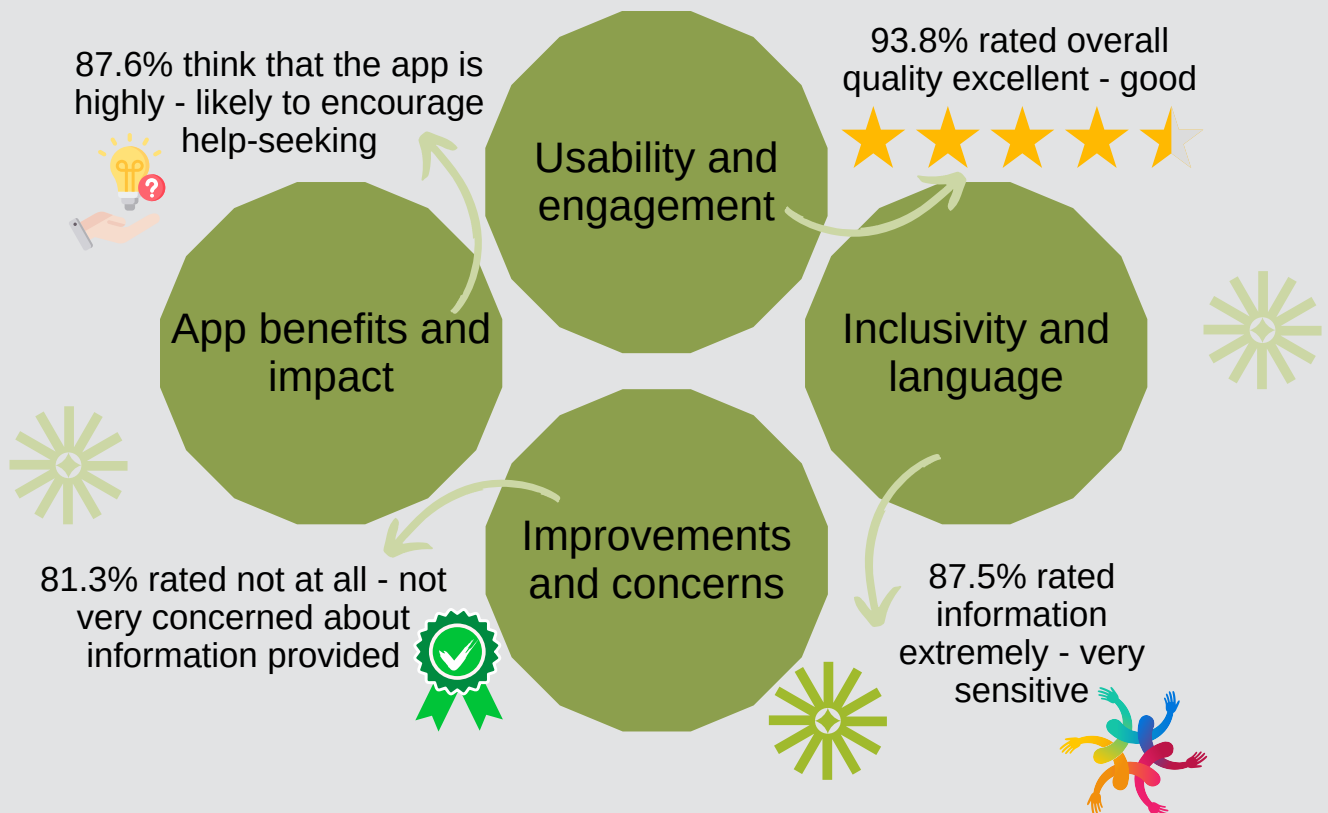 87.6% think that the app is
highly - likely to encourage
help-seeking
93.8% rated overall
quality excellent - good
Usability and
engagement
App benefits and
impact
Inclusivity and
language
Improvements
and concerns
81.3% rated not at all - not
very concerned about
information provided
87.5% rated
information
extremely - very
sensitive
?